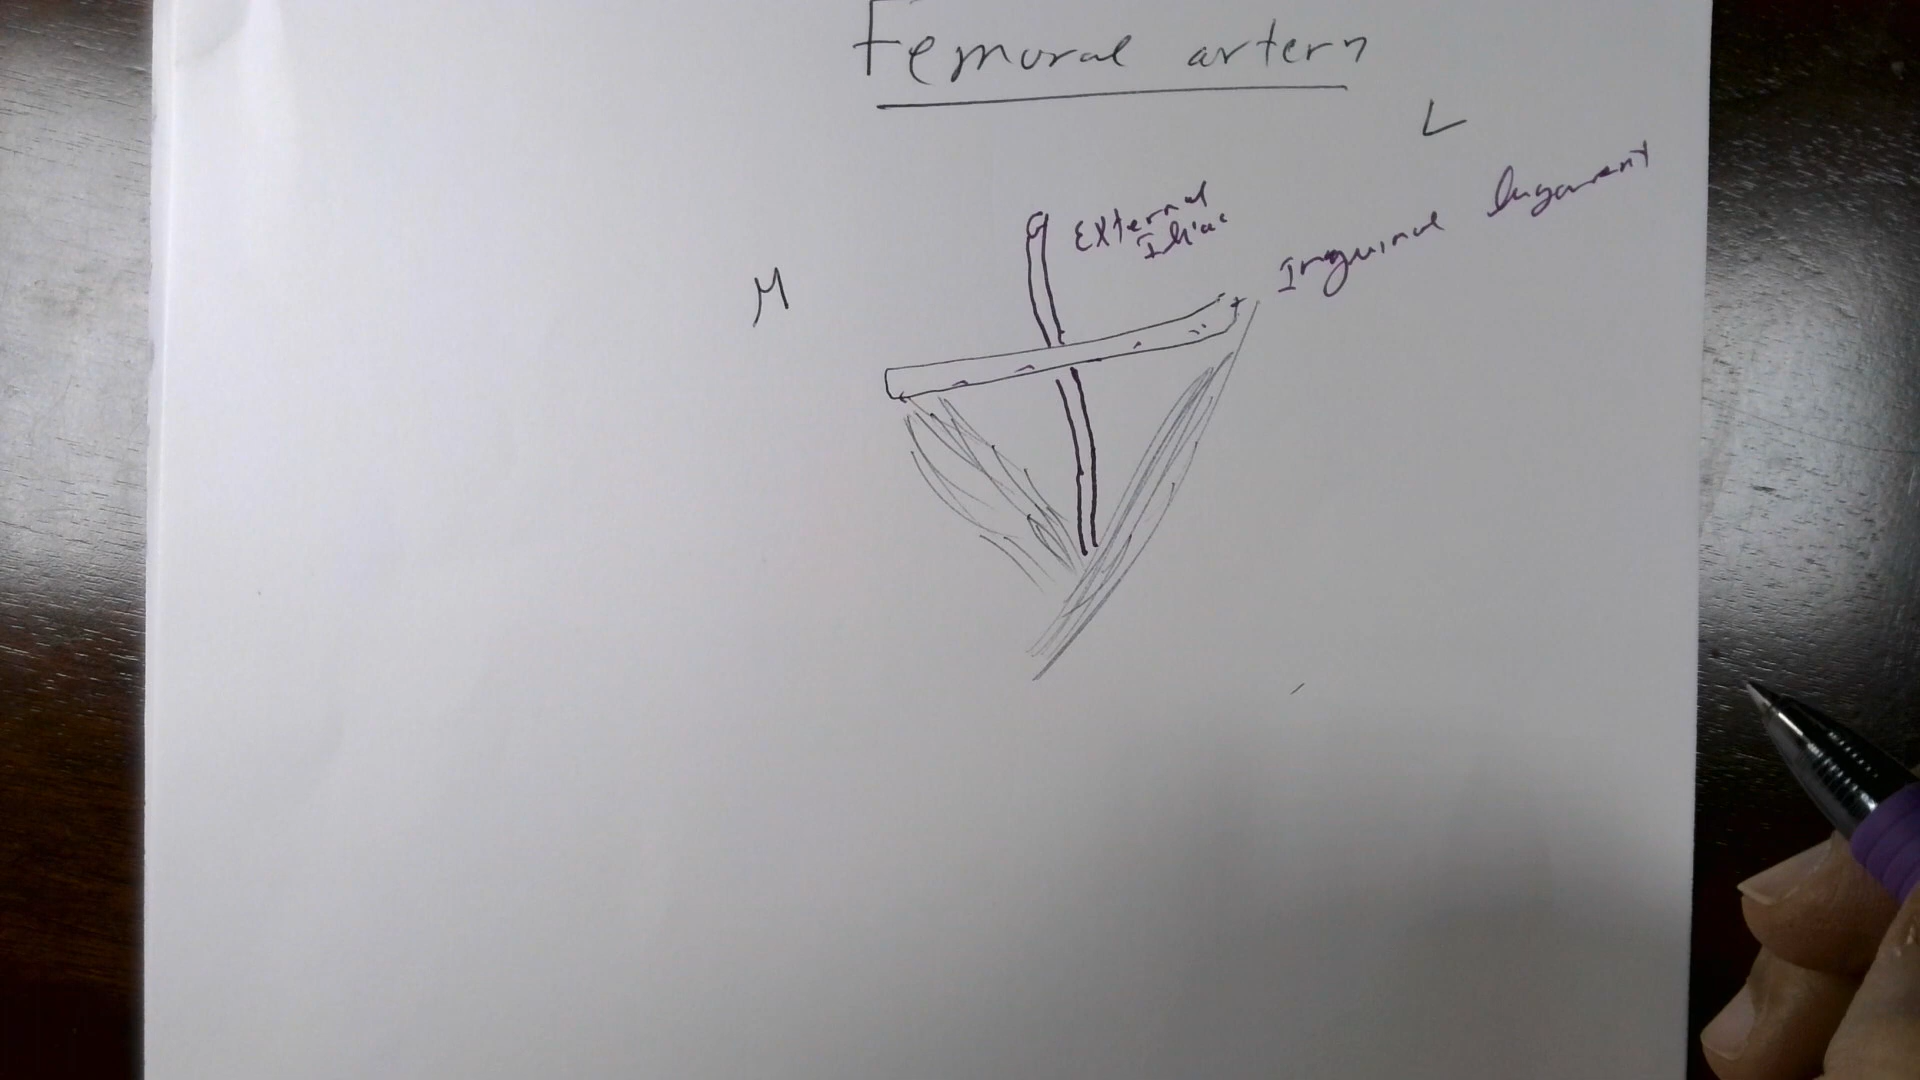 Femoral artery
L
External
Iliac
Inguinal ligament
M